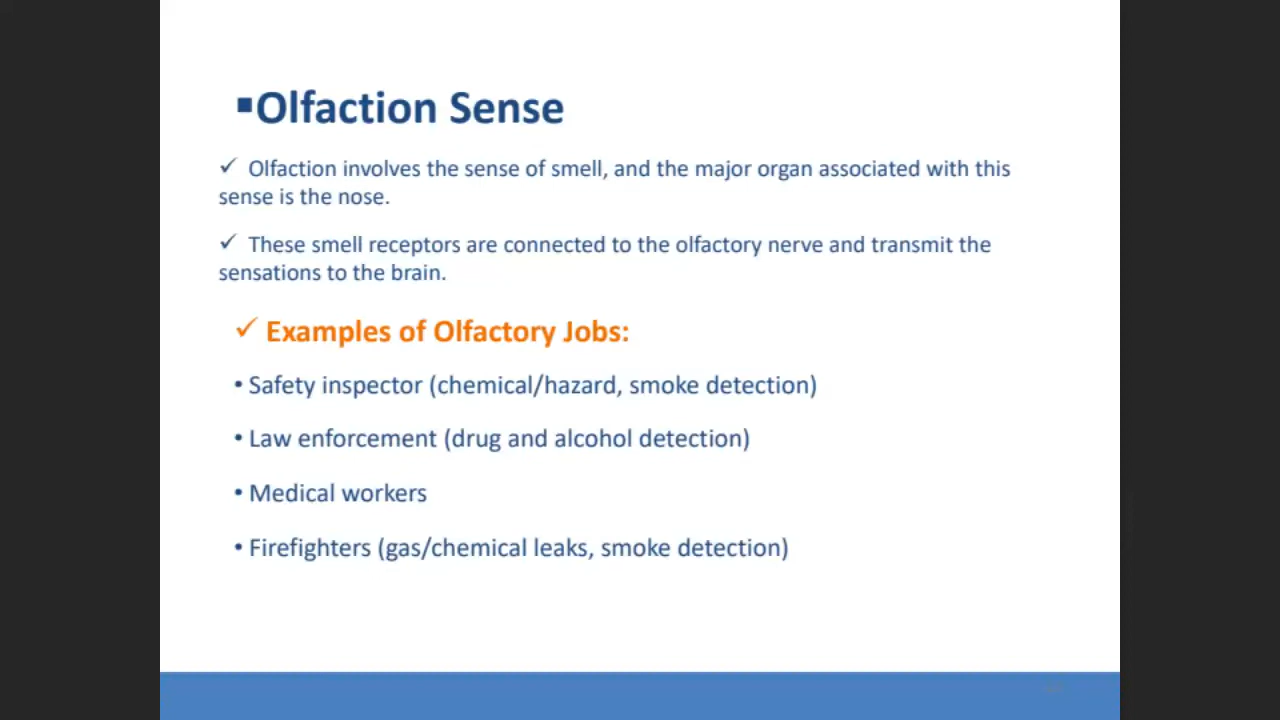 ▪Olfaction Sense
✓ Olfaction involves the sense of smell, and the major organ associated with this
sense is the nose.
✓ These smell receptors are connected to the olfactory nerve and transmit the
sensations to the brain.
✓ Examples of Olfactory Jobs:
• Safety inspector (chemical/hazard, smoke detection)
• Law enforcement (drug and alcohol detection)
• Medical workers
• Firefighters (gas/chemical leaks, smoke detection)